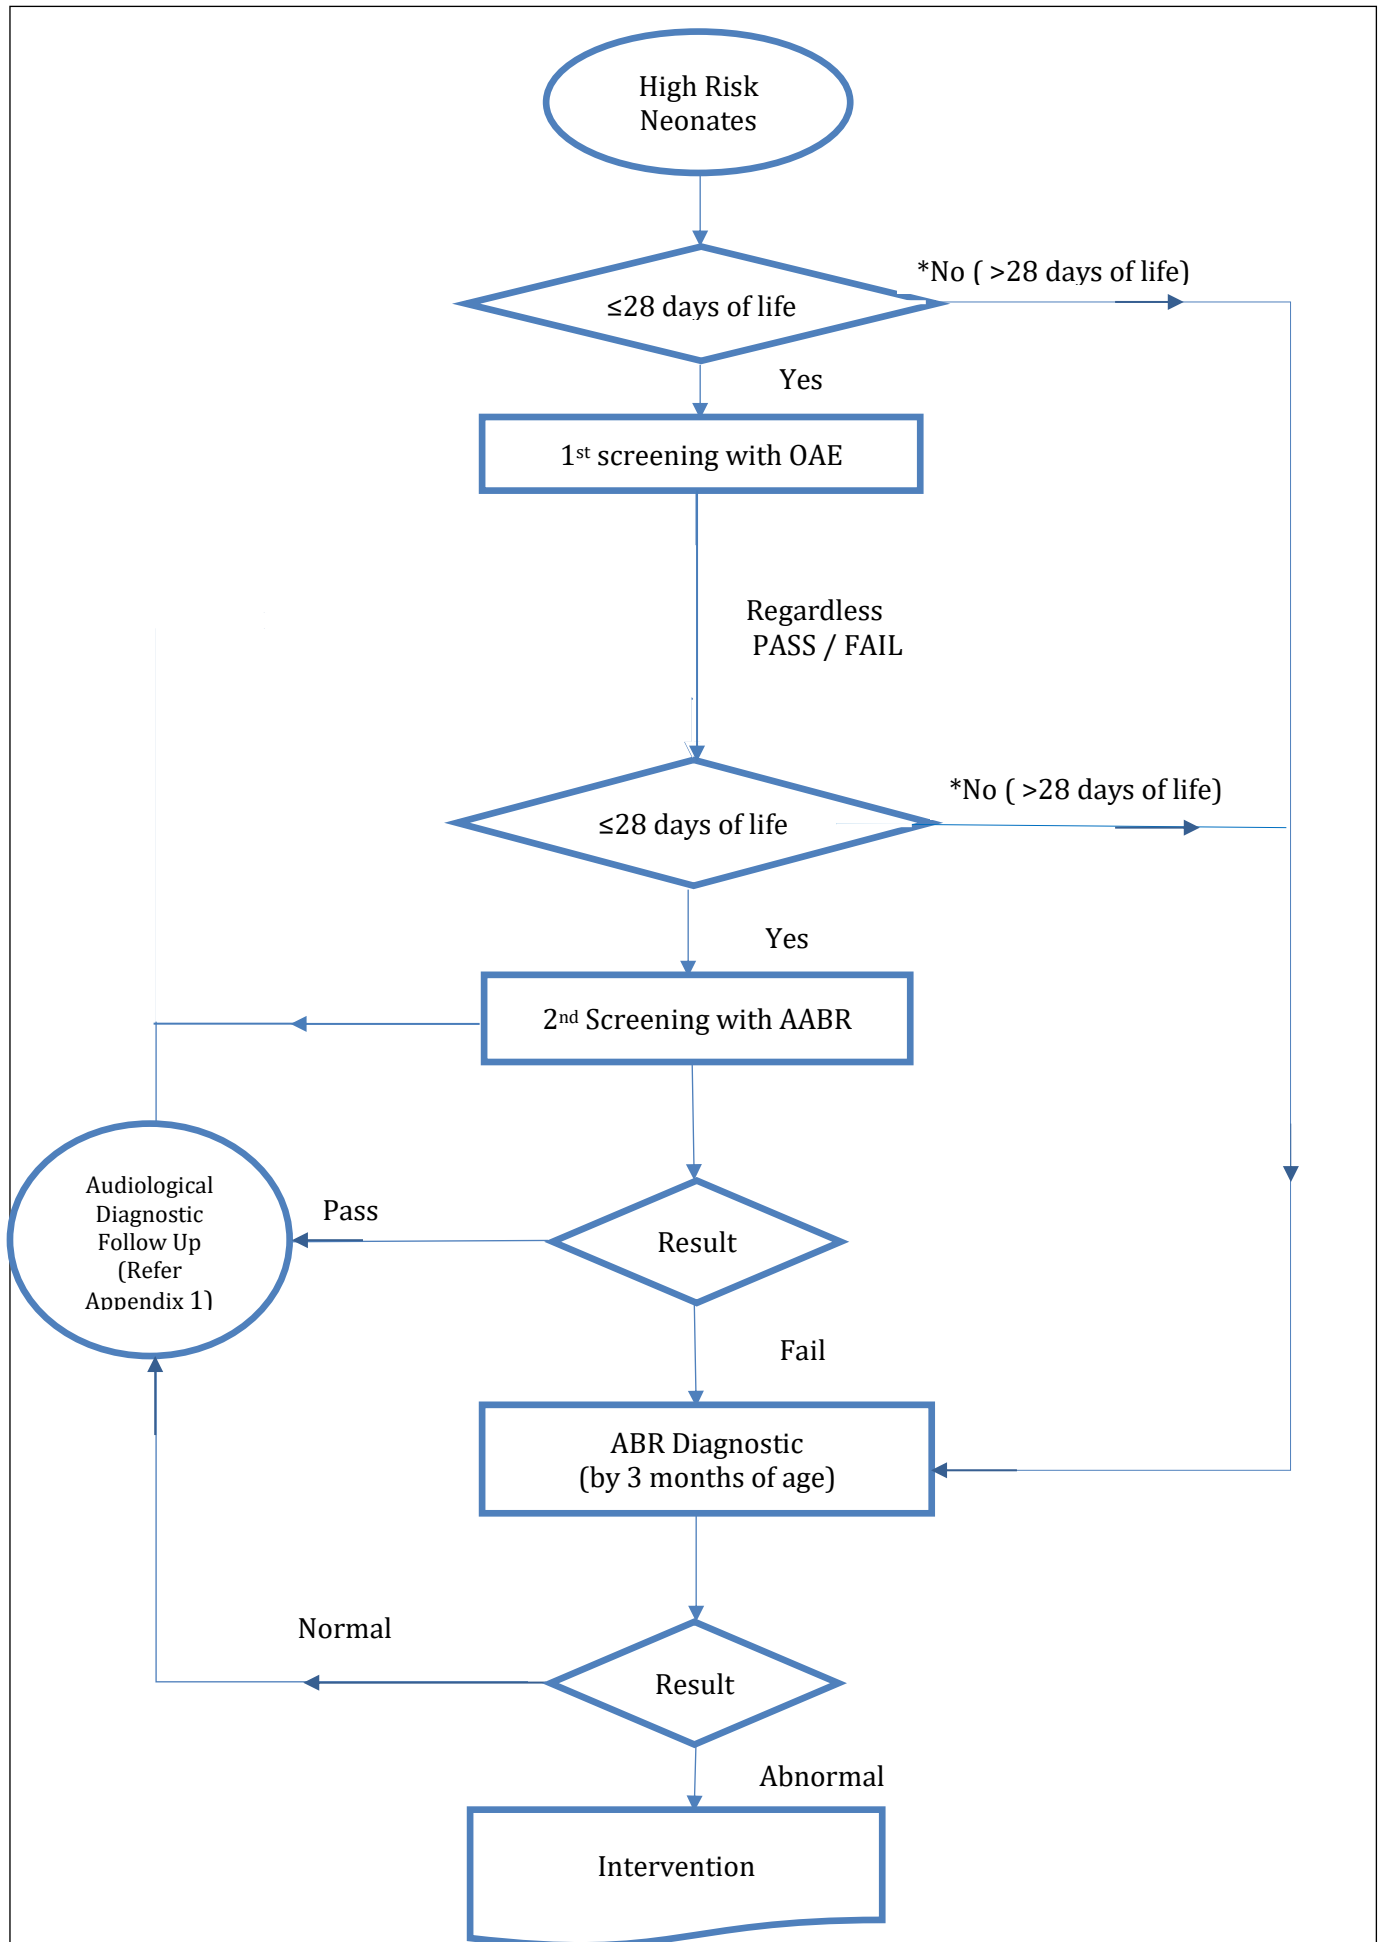 High Risk
Neonates
*No ( >28 days of life)
≤28 days of life
Yes
1st screening with OAE
Regardless
PASS / FAIL
*No ( >28 days of life)
≤28 days of life
Yes
2nd Screening with AABR
Audiological
Diagnostic
Follow Up
(Refer
Appendix 1)
Pass
Result
Fail
ABR Diagnostic
(by 3 months of age)
Normal
Result
Abnormal
Intervention